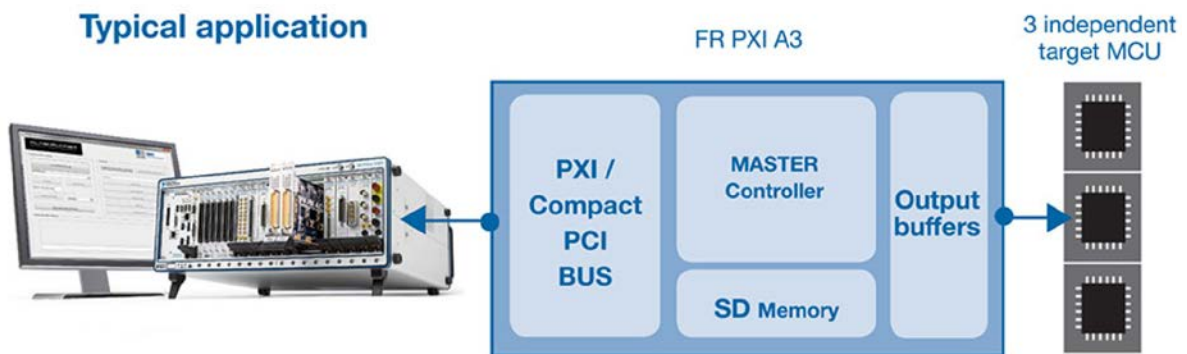 Typical application
FR PXI A3
3 independent
target MCU
PXI /
Compact
PCI
BUS
MASTER
Controller
SD Memory
Output
buffers